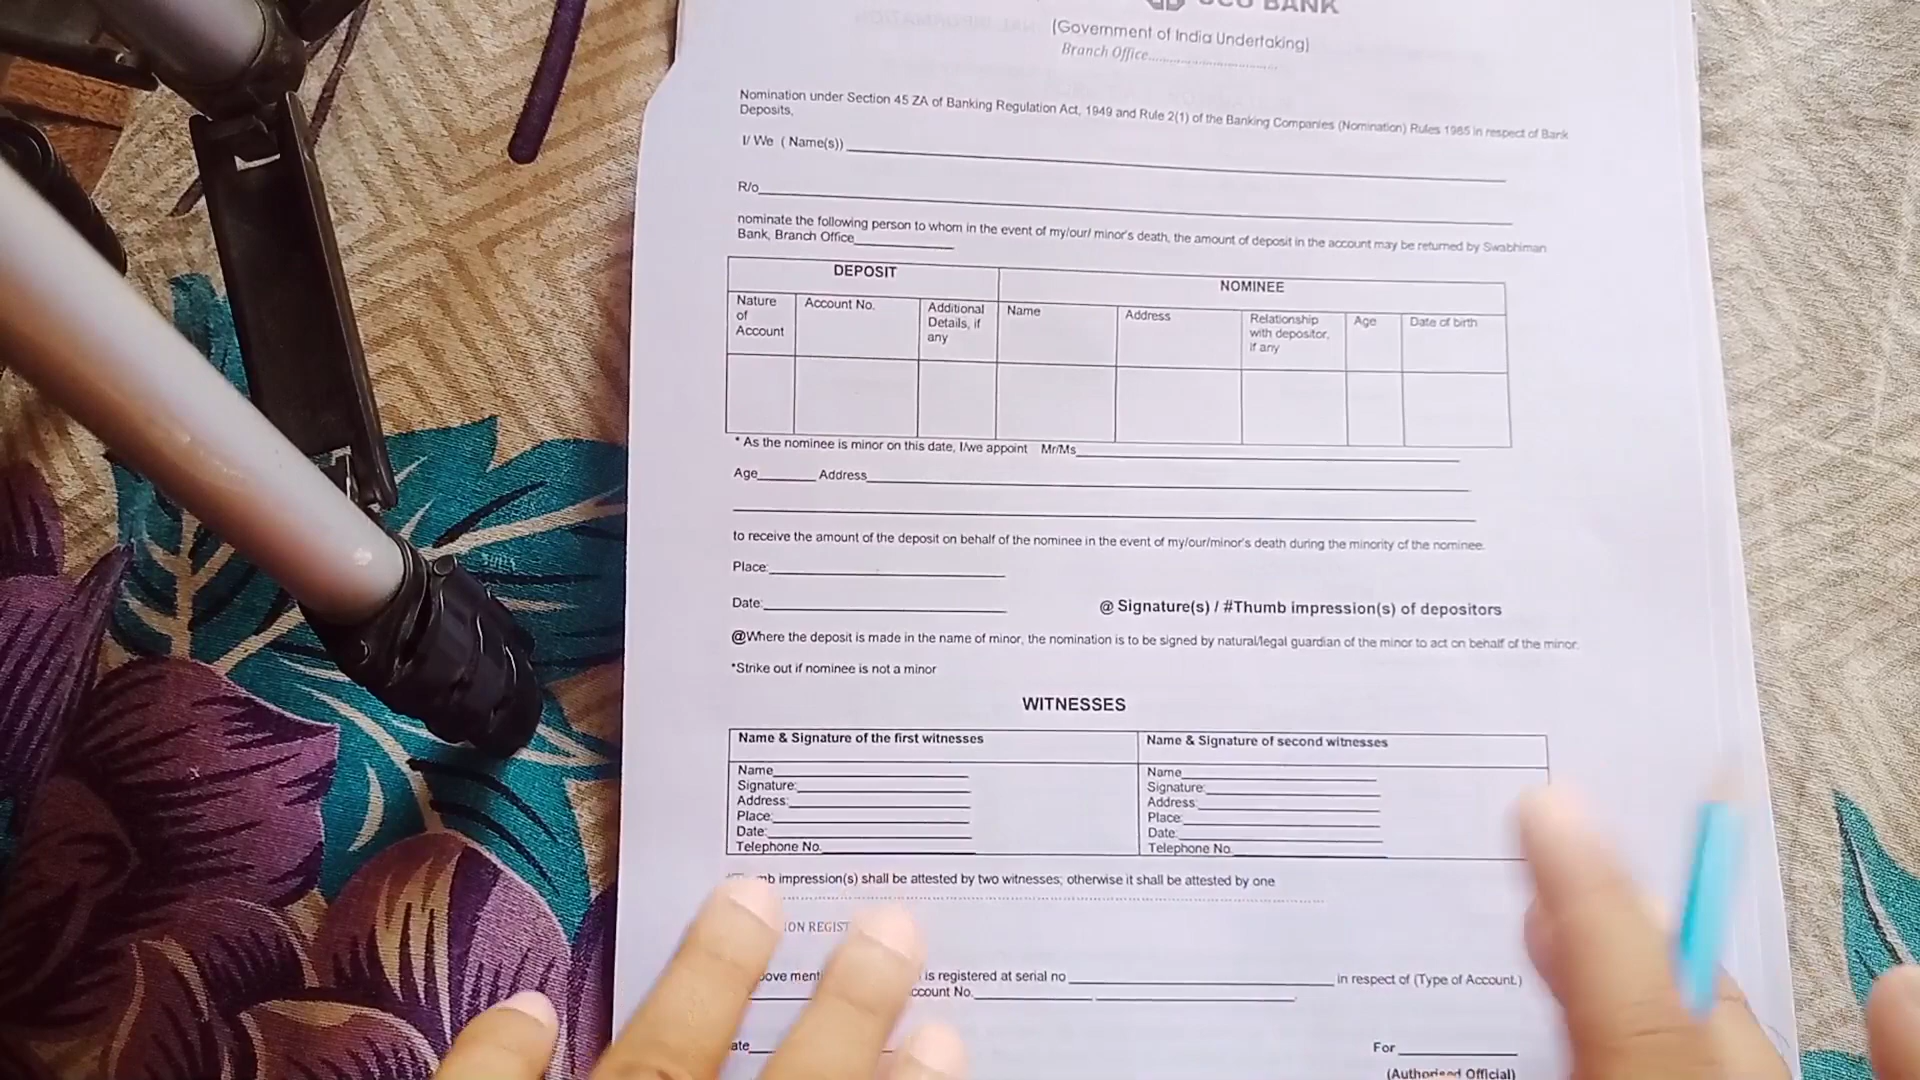 UCO BANK
(Government of India Undertaking)
Branch Office..............................
Nomination under Section 45 ZA of Banking Regulation Act, 1949 and Rule 2(1) of the Banking Companies (Nomination) Rules 1985 in respect of Bank
Deposits,
I/ We ( Name(s))
R/o
nominate the following person to whom in the event of my/our/ minor's death, the amount of deposit in the account may be returned by Swabhiman
Bank, Branch Office
DEPOSIT NOMINEE
Nature of Account Account No. Additional Details, if any Name Address Relationship with depositor, if any Age Date of birth
* As the nominee is minor on this date, I/we appoint Mr/Ms
Age Address
to receive the amount of the deposit on behalf of the nominee in the event of my/our/minor's death during the minority of the nominee.
Place:
Date: @ Signature(s) / #Thumb impression(s) of depositors
@Where the deposit is made in the name of minor, the nomination is to be signed by natural/legal guardian of the minor to act on behalf of the minor.
*Strike out if nominee is not a minor
WITNESSES
Name & Signature of the first witnesses Name & Signature of second witnesses
Name Name
Signature: Signature:
Address: Address:
Place: Place:
Date: Date:
Telephone No. Telephone No.
impression(s) shall be attested by two witnesses; otherwise it shall be attested by one
ION REGIST
is registered at serial no in respect of (Type of Account.)
ccount No.
ate For
(Authorised Official)